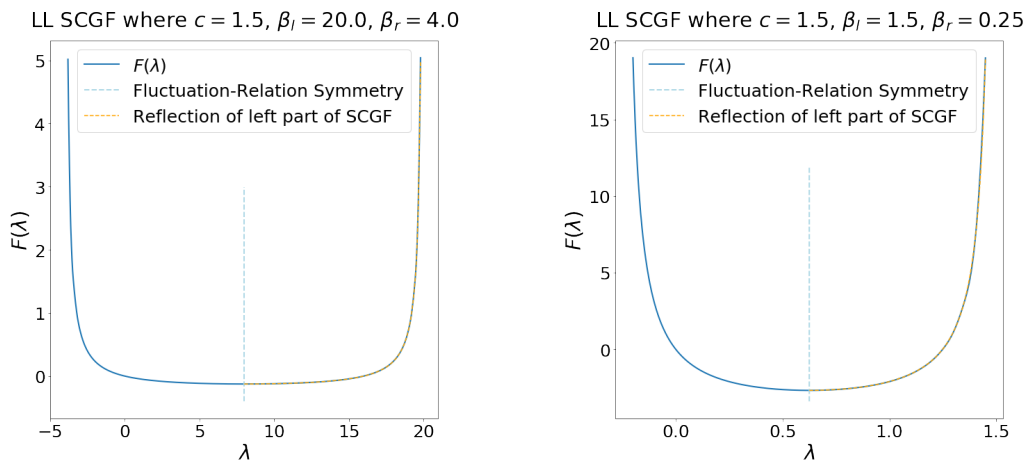 LL SCGF where c = 1.5, β_l = 20.0, β_r = 4.0
F(λ)
Fluctuation-Relation Symmetry
Reflection of left part of SCGF
5
4
3
2
1
0
F(λ)
−5
0
5
10
15
20
λ
LL SCGF where c = 1.5, β_l = 1.5, β_r = 0.25
F(λ)
Fluctuation-Relation Symmetry
Reflection of left part of SCGF
20
15
10
5
0
F(λ)
0.0
0.5
1.0
1.5
λ